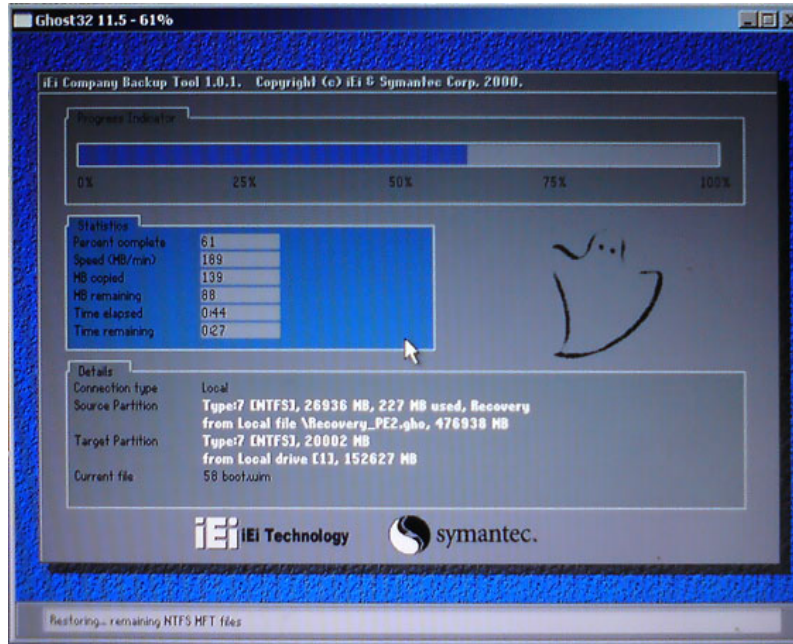 Ghost32 11.5 - 61%
iEi Company Backup Tool 1.0.1.   Copyright (c) iEi & Symantec Corp. 2000.
Progress Indicator
0% 25% 50% 75% 100%
Statistics
Percent complete 61
Speed (MB/min) 189
MB copied 139
MB remaining 88
Time elapsed 0:44
Time remaining 0:27
Details
Connection type Local
Source Partition Type:7 [NTFS], 26936 MB, 227 MB used, Recovery
from Local file \Recovery_PE2.gho, 476938 MB
Target Partition Type:7 [NTFS], 20002 MB
from Local drive [1], 152627 MB
Current file 58 boot.wim
iEi iEi Technology symantec.
Restoring... remaining NTFS MFT files